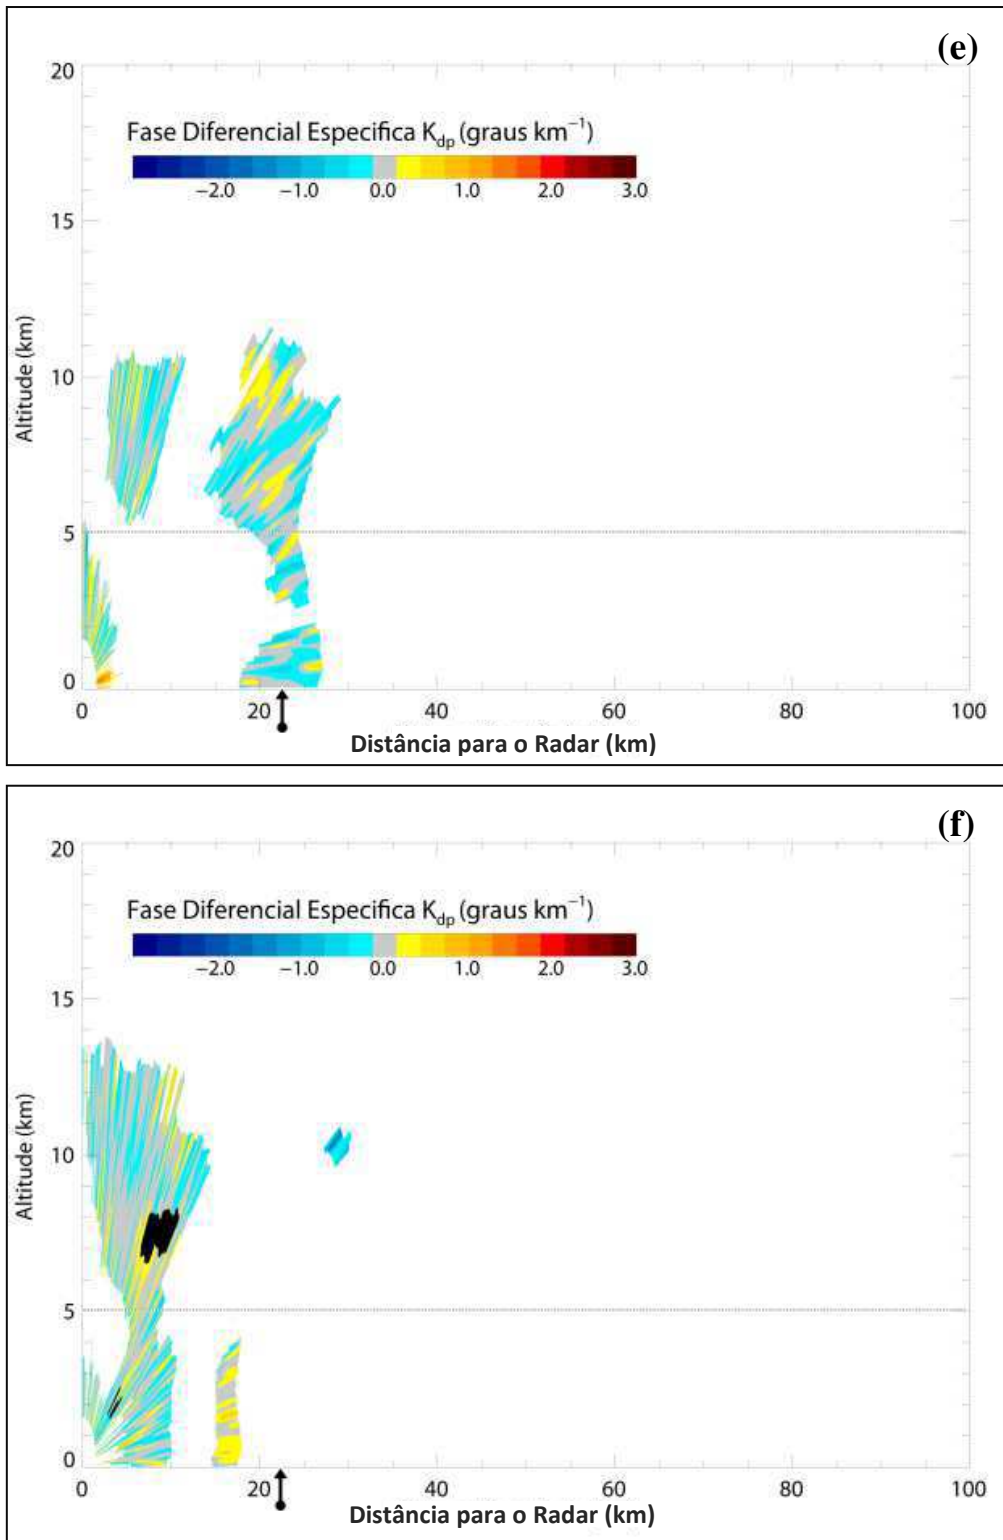 (e)
20
Fase Diferencial Especifica Kdp (graus km−1)
−2.0 −1.0 0.0 1.0 2.0 3.0
15
Altitude (km)
10
5
0
0 20 40 60 80 100
Distância para o Radar (km)
(f)
20
Fase Diferencial Especifica Kdp (graus km−1)
−2.0 −1.0 0.0 1.0 2.0 3.0
15
Altitude (km)
10
5
0
0 20 40 60 80 100
Distância para o Radar (km)